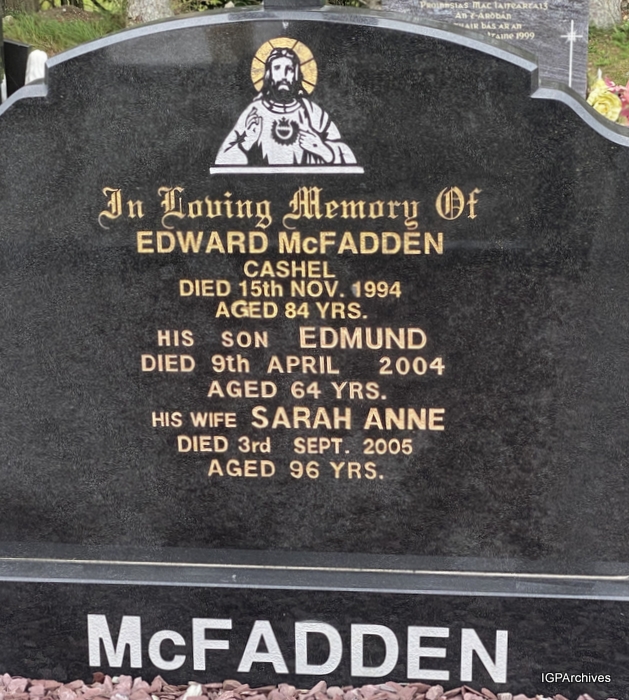 In Loving Memory Of
EDWARD McFADDEN
CASHEL
DIED 15th NOV. 1994
AGED 84 YRS.
HIS SON EDMUND
DIED 9th APRIL 2004
AGED 64 YRS.
HIS WIFE SARAH ANNE
DIED 3rd SEPT. 2005
AGED 96 YRS.
McFADDEN
IGPArchives